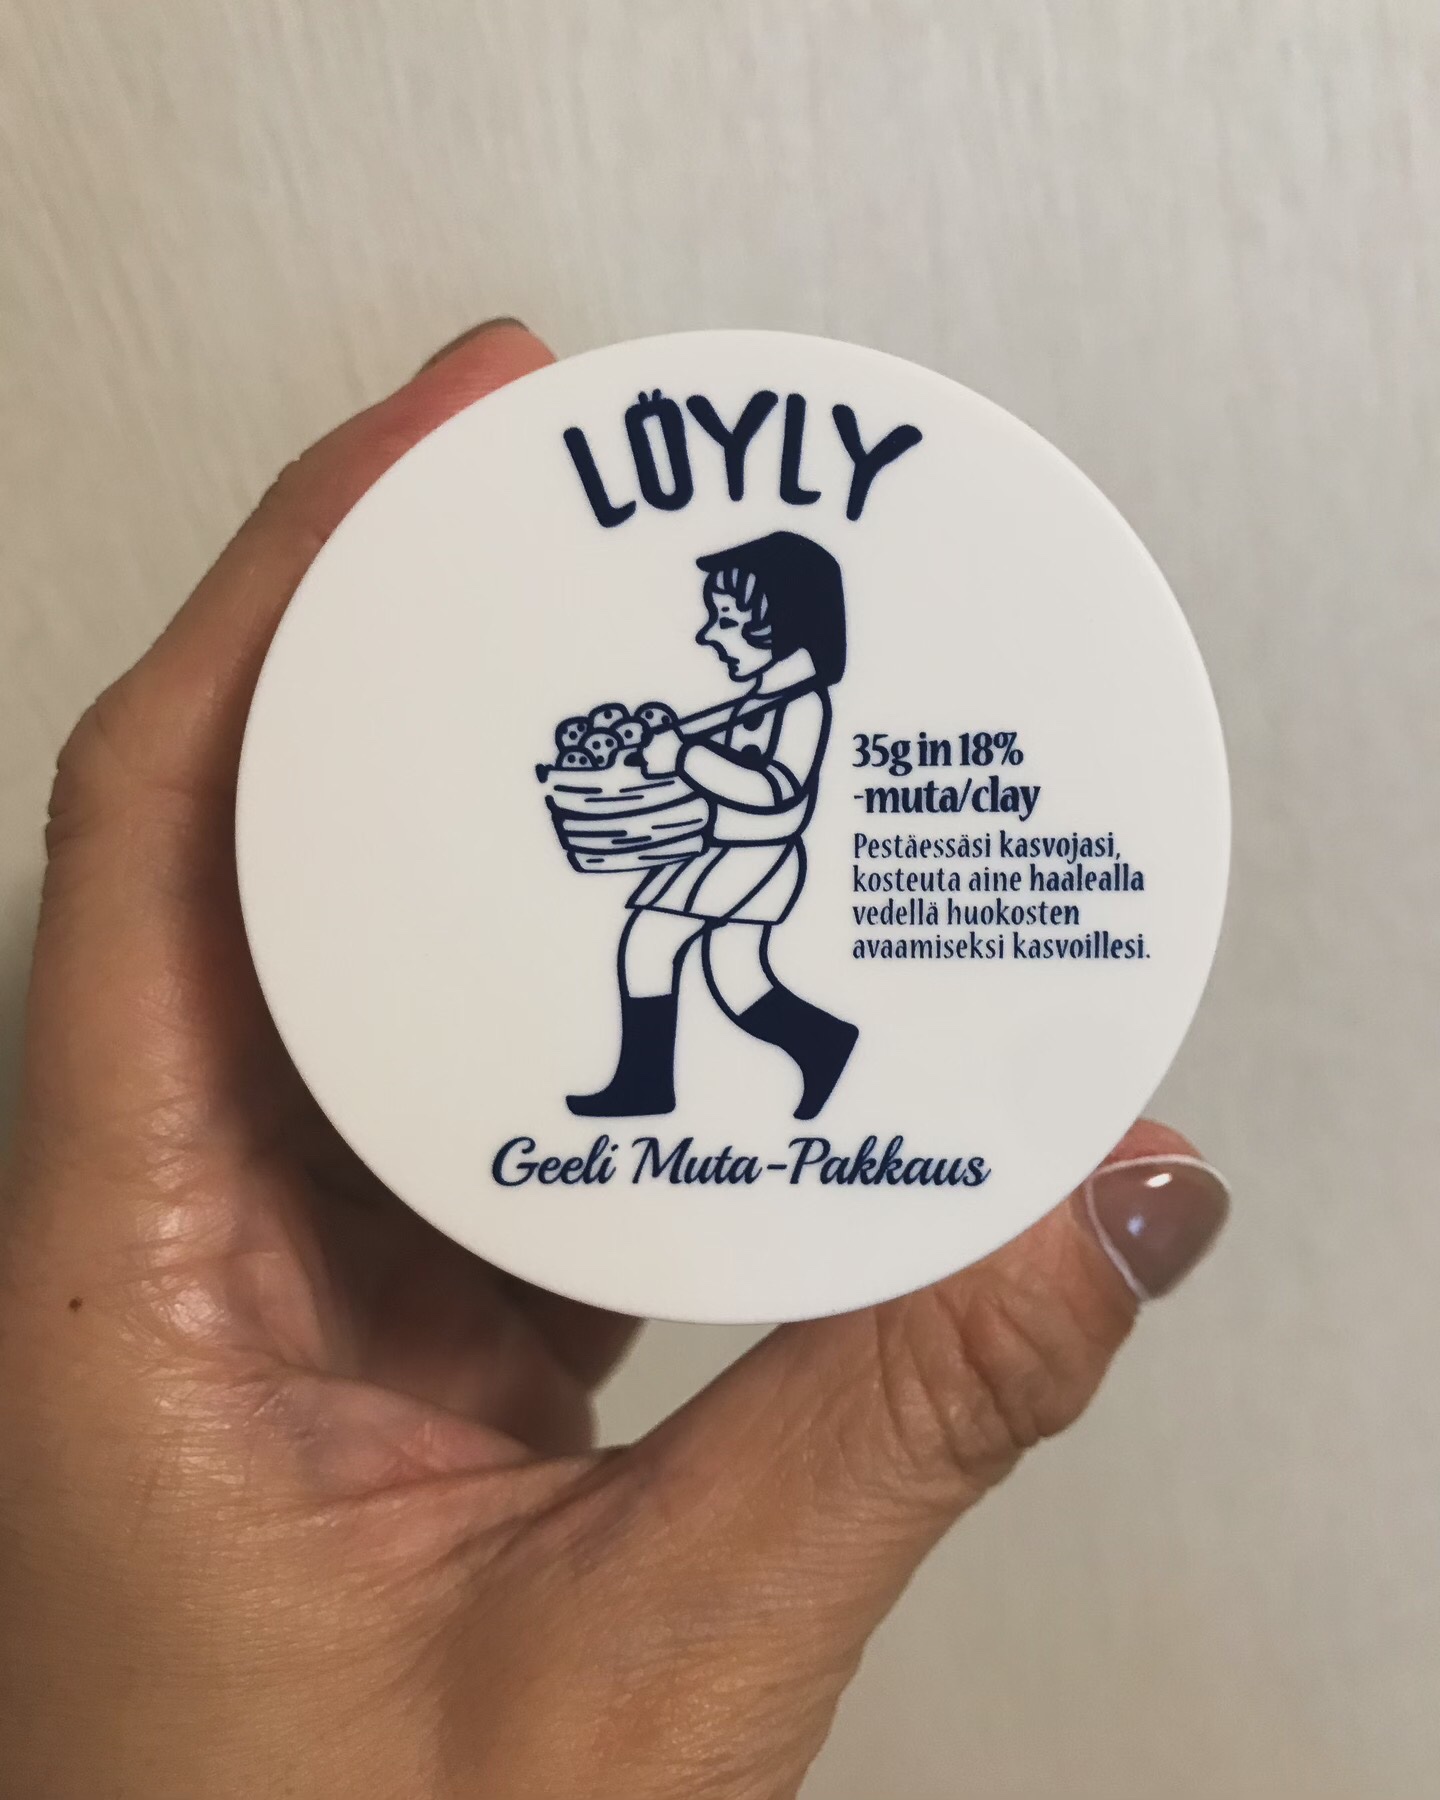 LÖYLY
35g in 18%
-muta/clay
Pestäessäsi kasvojasi,
kosteuta aine haalealla
vedellä huokosten
avaamiseksi kasvoillesi.
Geeli Muta-Pakkaus